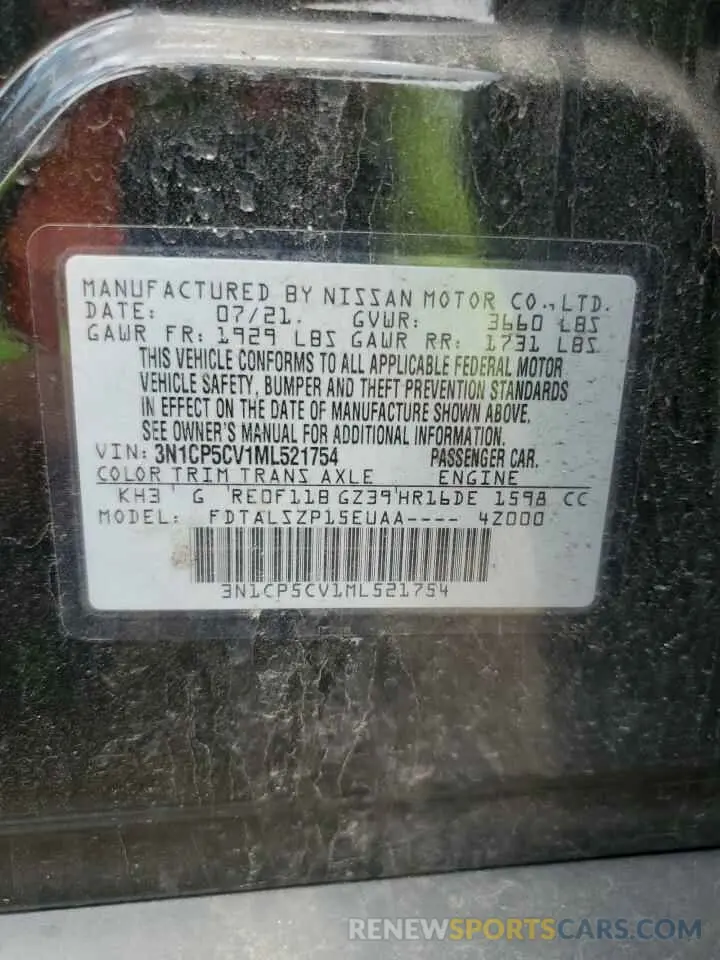 MANUFACTURED BY NISSAN MOTOR CO., LTD.
DATE: 07/21. GVWR: 3660 LBS
GAWR FR: 1929 LBS GAWR RR: 1731 LBS
THIS VEHICLE CONFORMS TO ALL APPLICABLE FEDERAL MOTOR
VEHICLE SAFETY, BUMPER AND THEFT PREVENTION STANDARDS
IN EFFECT ON THE DATE OF MANUFACTURE SHOWN ABOVE.
SEE OWNER'S MANUAL FOR ADDITIONAL INFORMATION.
VIN: 3N1CP5CV1ML521754 PASSENGER CAR.
COLOR TRIM TRANS AXLE ENGINE
KH3 G RE0F11B GZ39 HR16DE 1598 CC
MODEL: FDTALSZP15EUAA---- 4Z000
3N1CP5CV1ML521754
RENEWSPORTSCARS.COM